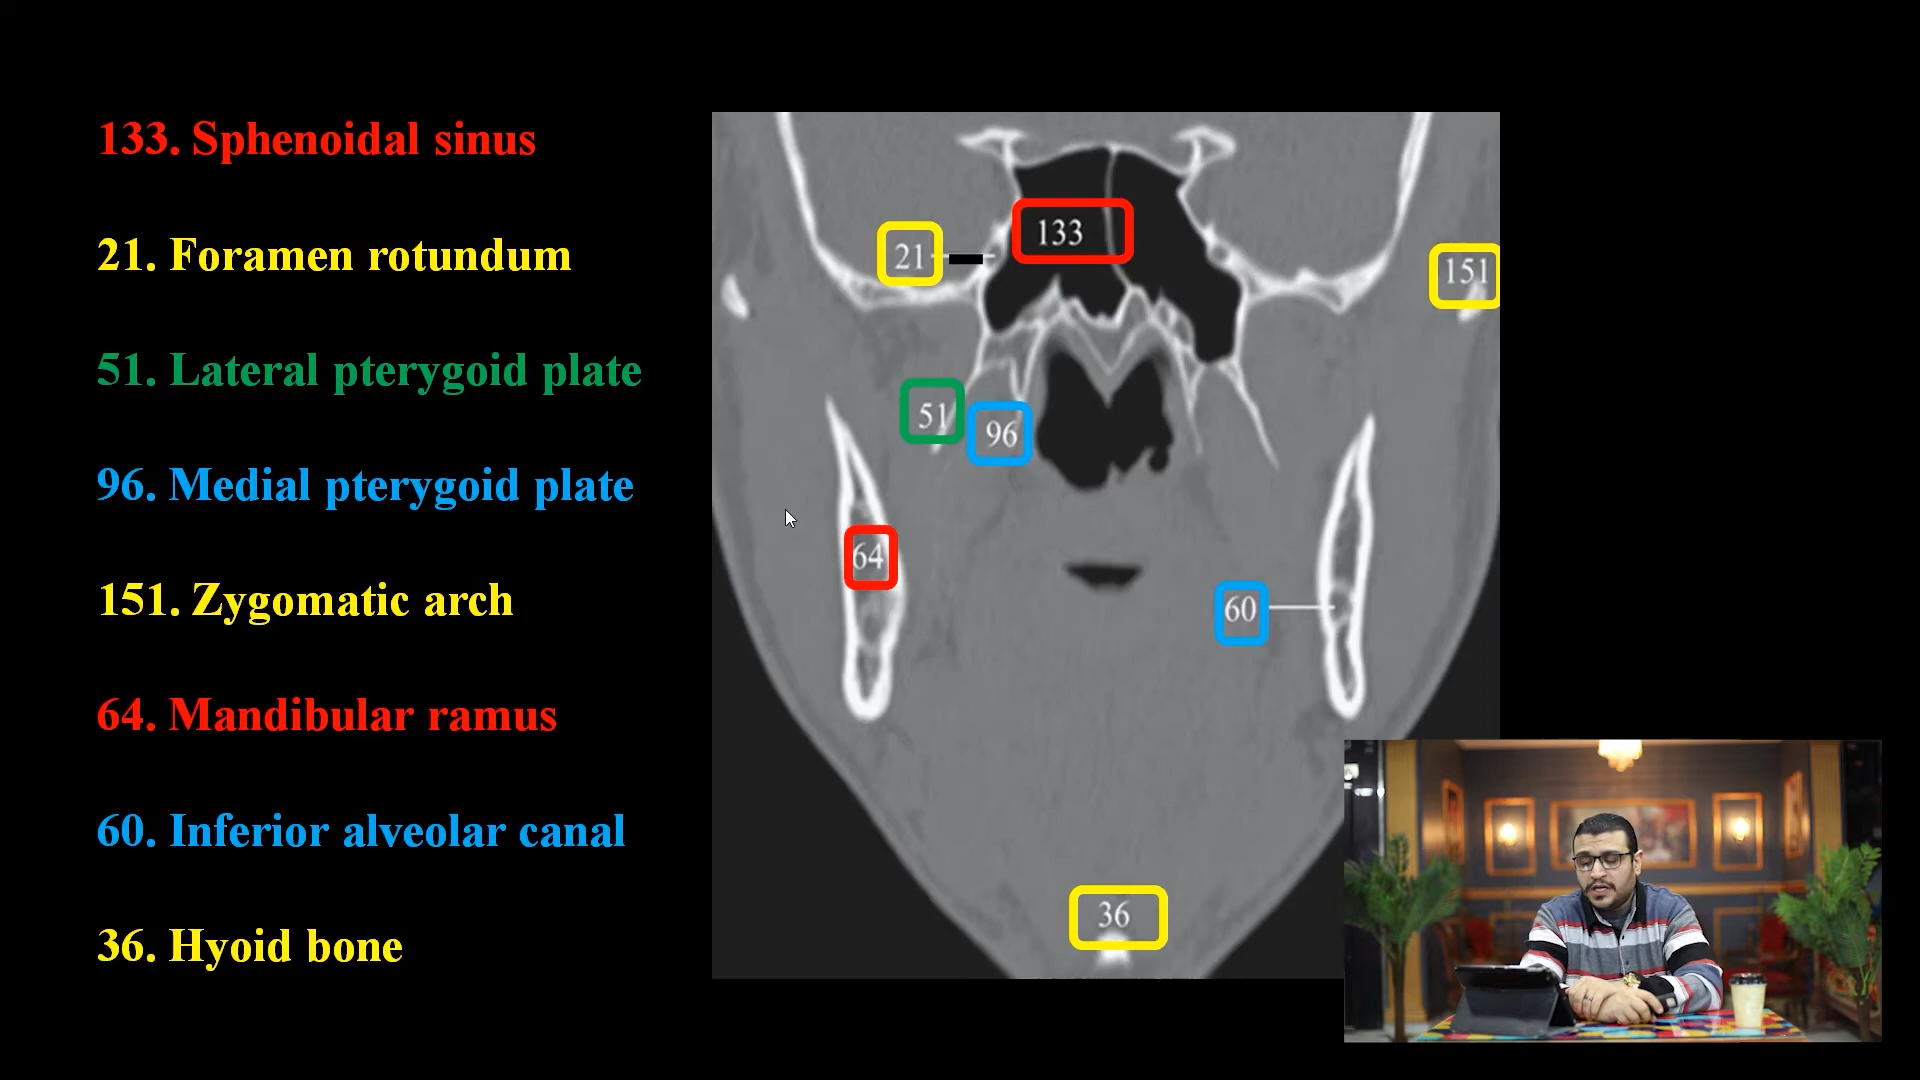 133. Sphenoidal sinus
21. Foramen rotundum
51. Lateral pterygoid plate
96. Medial pterygoid plate
151. Zygomatic arch
64. Mandibular ramus
60. Inferior alveolar canal
36. Hyoid bone
133
21
151
51
96
64
60
36